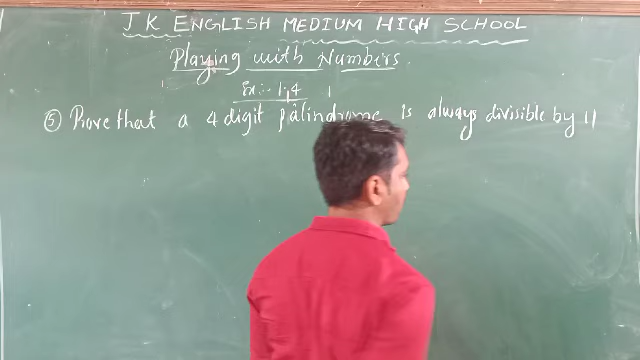 J K ENGLISH MEDIUM HIGH SCHOOL
Playing with Numbers.
Ex:- 1.4
⑤ Prove that a 4 digit palindrome is always divisible by 11